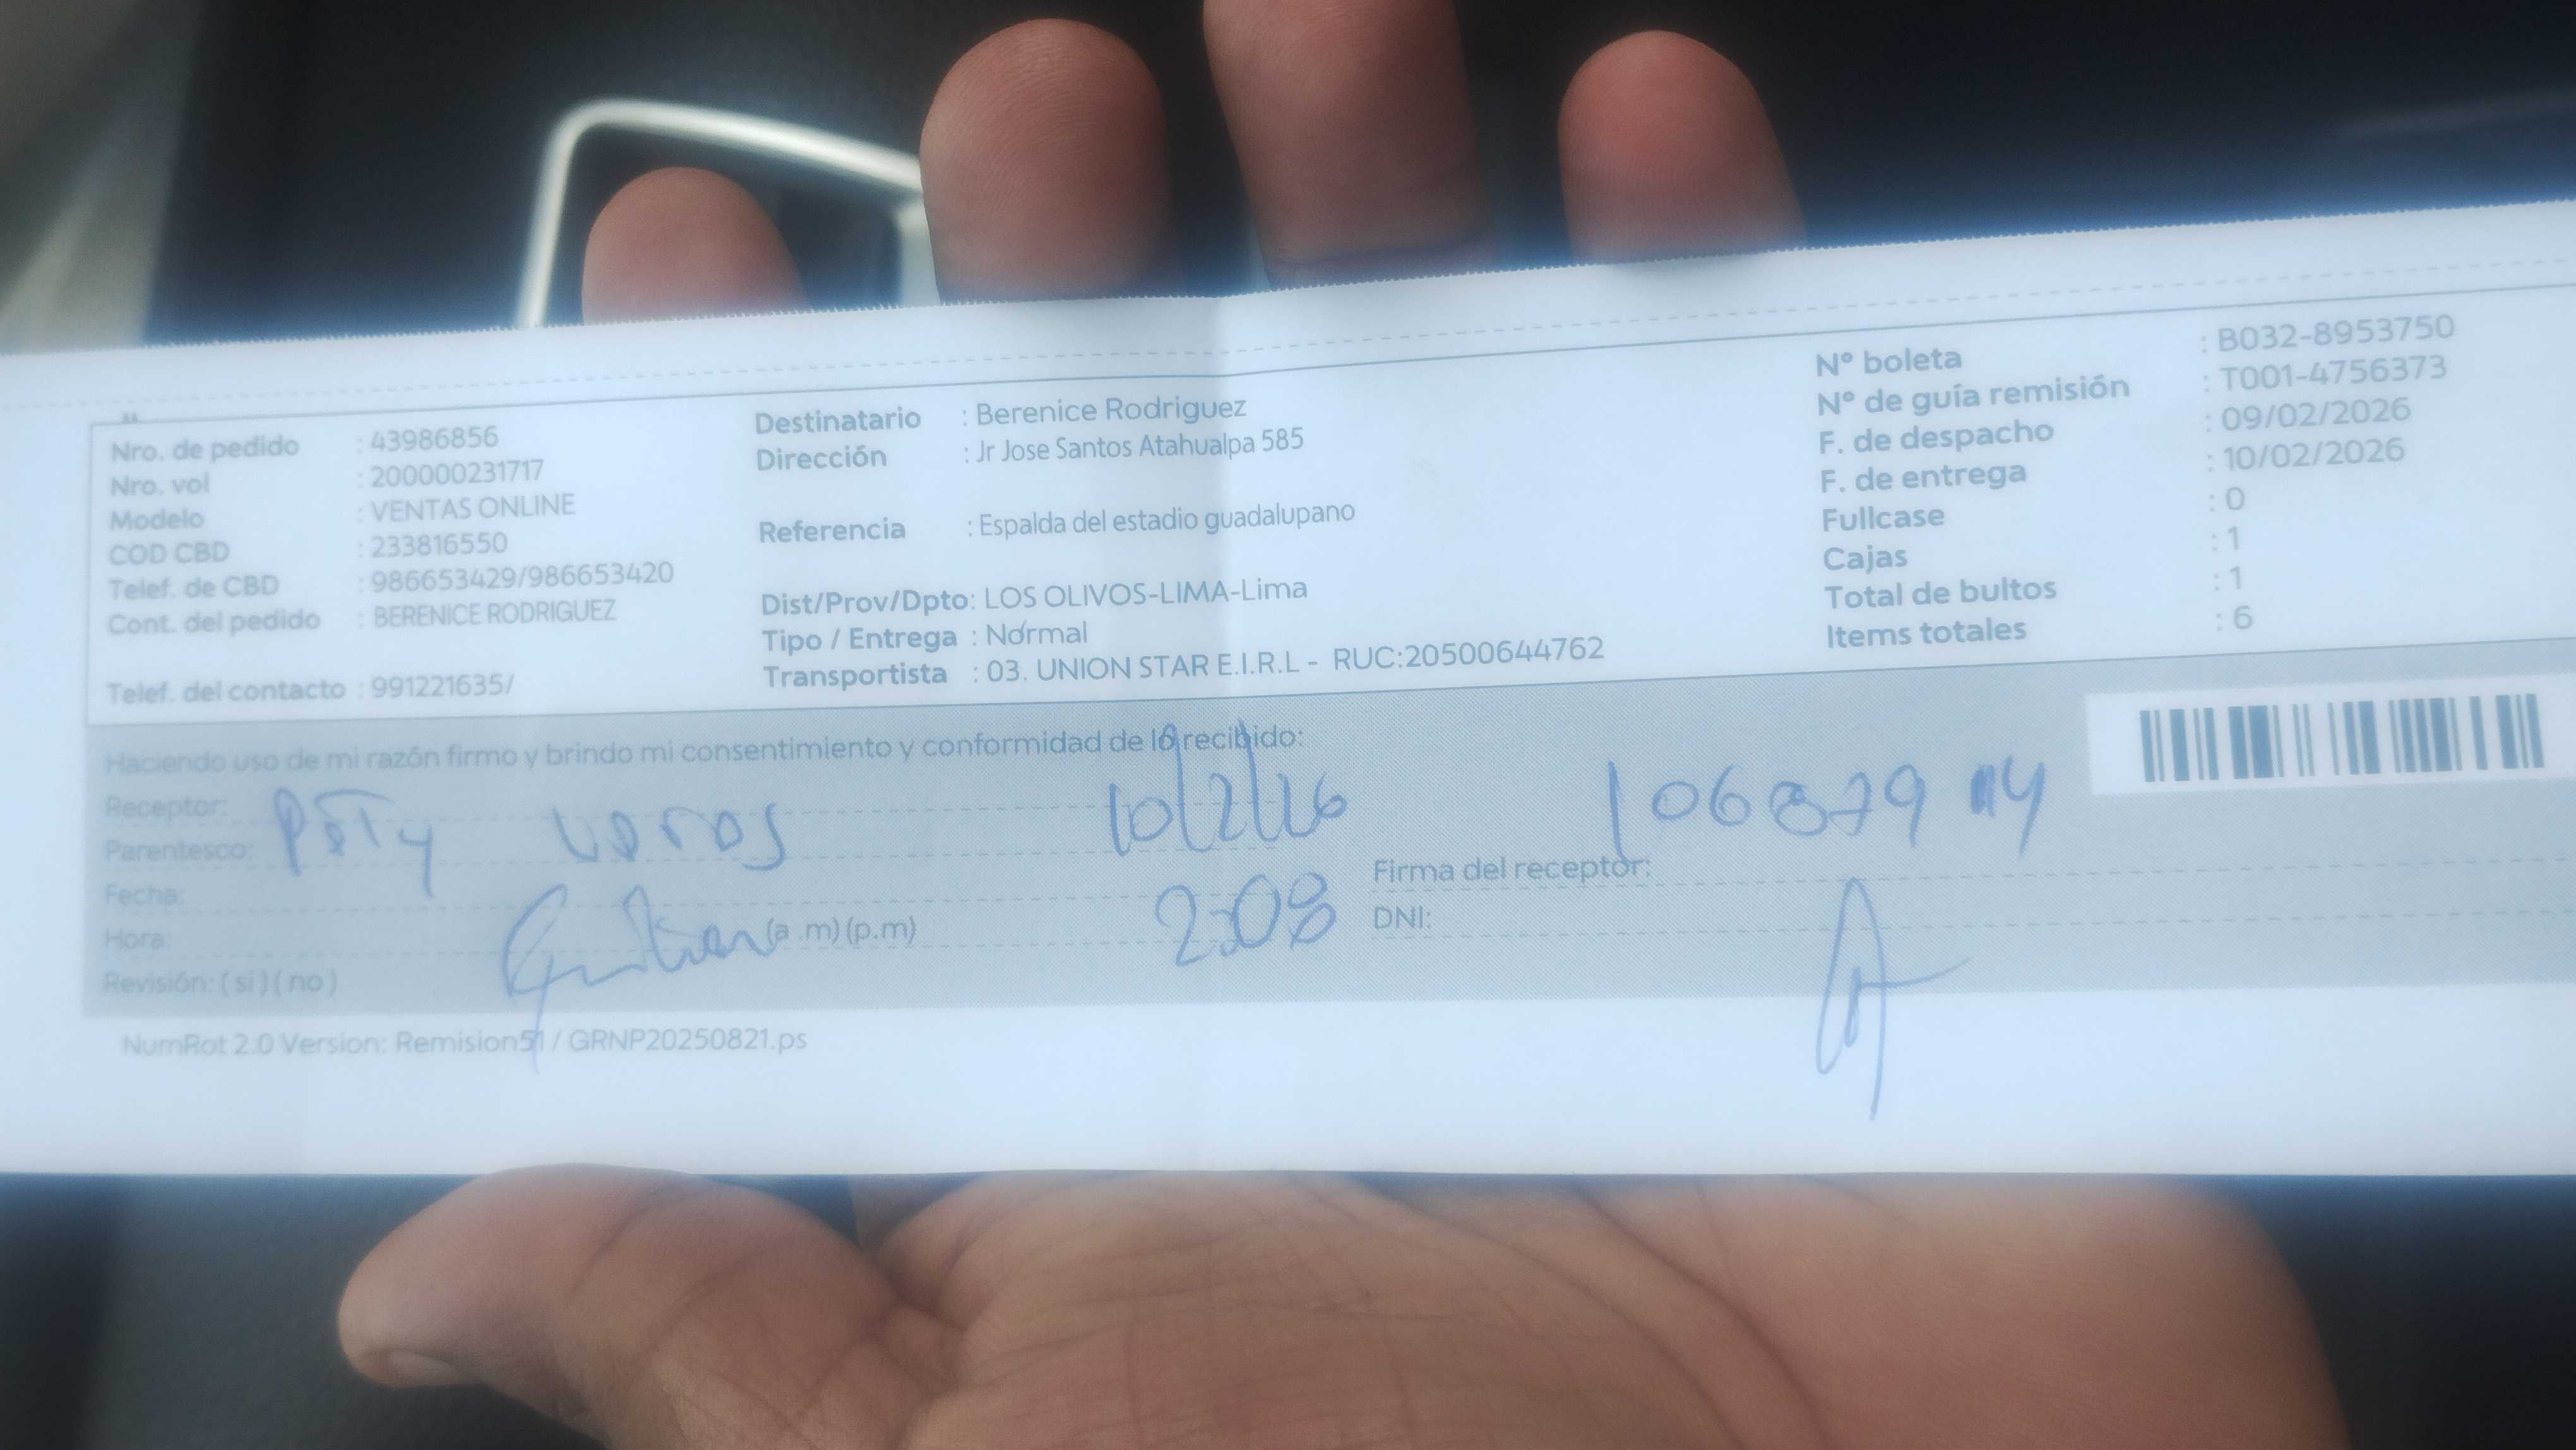 Nro. de pedido : 43986856
Nro. vol : 200000231717
Modelo : VENTAS ONLINE
COD CBD : 233816550
Telef. de CBD : 986653429/986653420
Cont. del pedido : BERENICE RODRIGUEZ
Telef. del contacto : 991221635/
Destinatario : Berenice Rodriguez
Dirección : Jr Jose Santos Atahualpa 585
Referencia : Espalda del estadio guadalupano
Dist/Prov/Dpto: LOS OLIVOS-LIMA-Lima
Tipo / Entrega : Normal
Transportista : 03. UNION STAR E.I.R.L - RUC:20500644762
Nº boleta : B032-8953750
Nº de guía remisión : T001-4756373
F. de despacho : 09/02/2026
F. de entrega : 10/02/2026
Fullcase : 0
Cajas : 1
Total de bultos : 1
Items totales : 6
Haciendo uso de mi razón firmo y brindo mi consentimiento y conformidad de lo recibido:
Receptor:
Parentesco:
Fecha:
Hora: (a .m) (p.m)
Revisión: ( si ) ( no )
10/2/26
2:08
Firma del receptor:
DNI:
NumRot 2.0 Version: Remision51 / GRNP20250821.ps